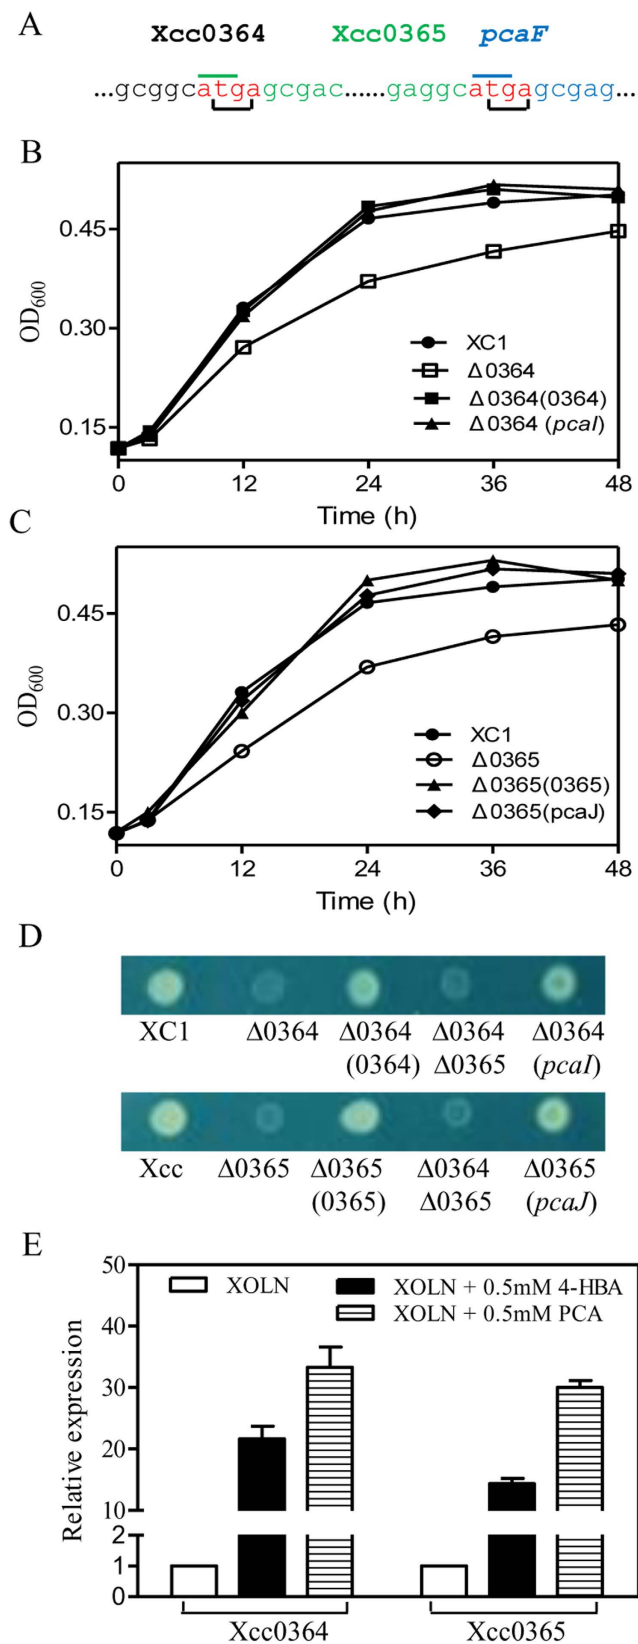 A
Xcc0364 Xcc0365 pcaF
...gcggcatgagcgac......gaggcatgagcgag...
B
OD600
0.45
0.30
0.15
XC1
Δ0364
Δ0364(0364)
Δ0364 (pcaI)
0 12 24 36 48
Time (h)
C
OD600
0.45
0.30
0.15
XC1
Δ0365
Δ0365(0365)
Δ0365(pcaJ)
0 12 24 36 48
Time (h)
D
XC1 Δ0364 Δ0364 Δ0364 Δ0364
(0364) Δ0365 (pcaI)
Xcc Δ0365 Δ0365 Δ0364 Δ0365
(0365) Δ0365 (pcaJ)
E
Relative expression
50
40
30
20
10
2
1
0
XOLN
XOLN + 0.5mM 4-HBA
XOLN + 0.5mM PCA
Xcc0364 Xcc0365